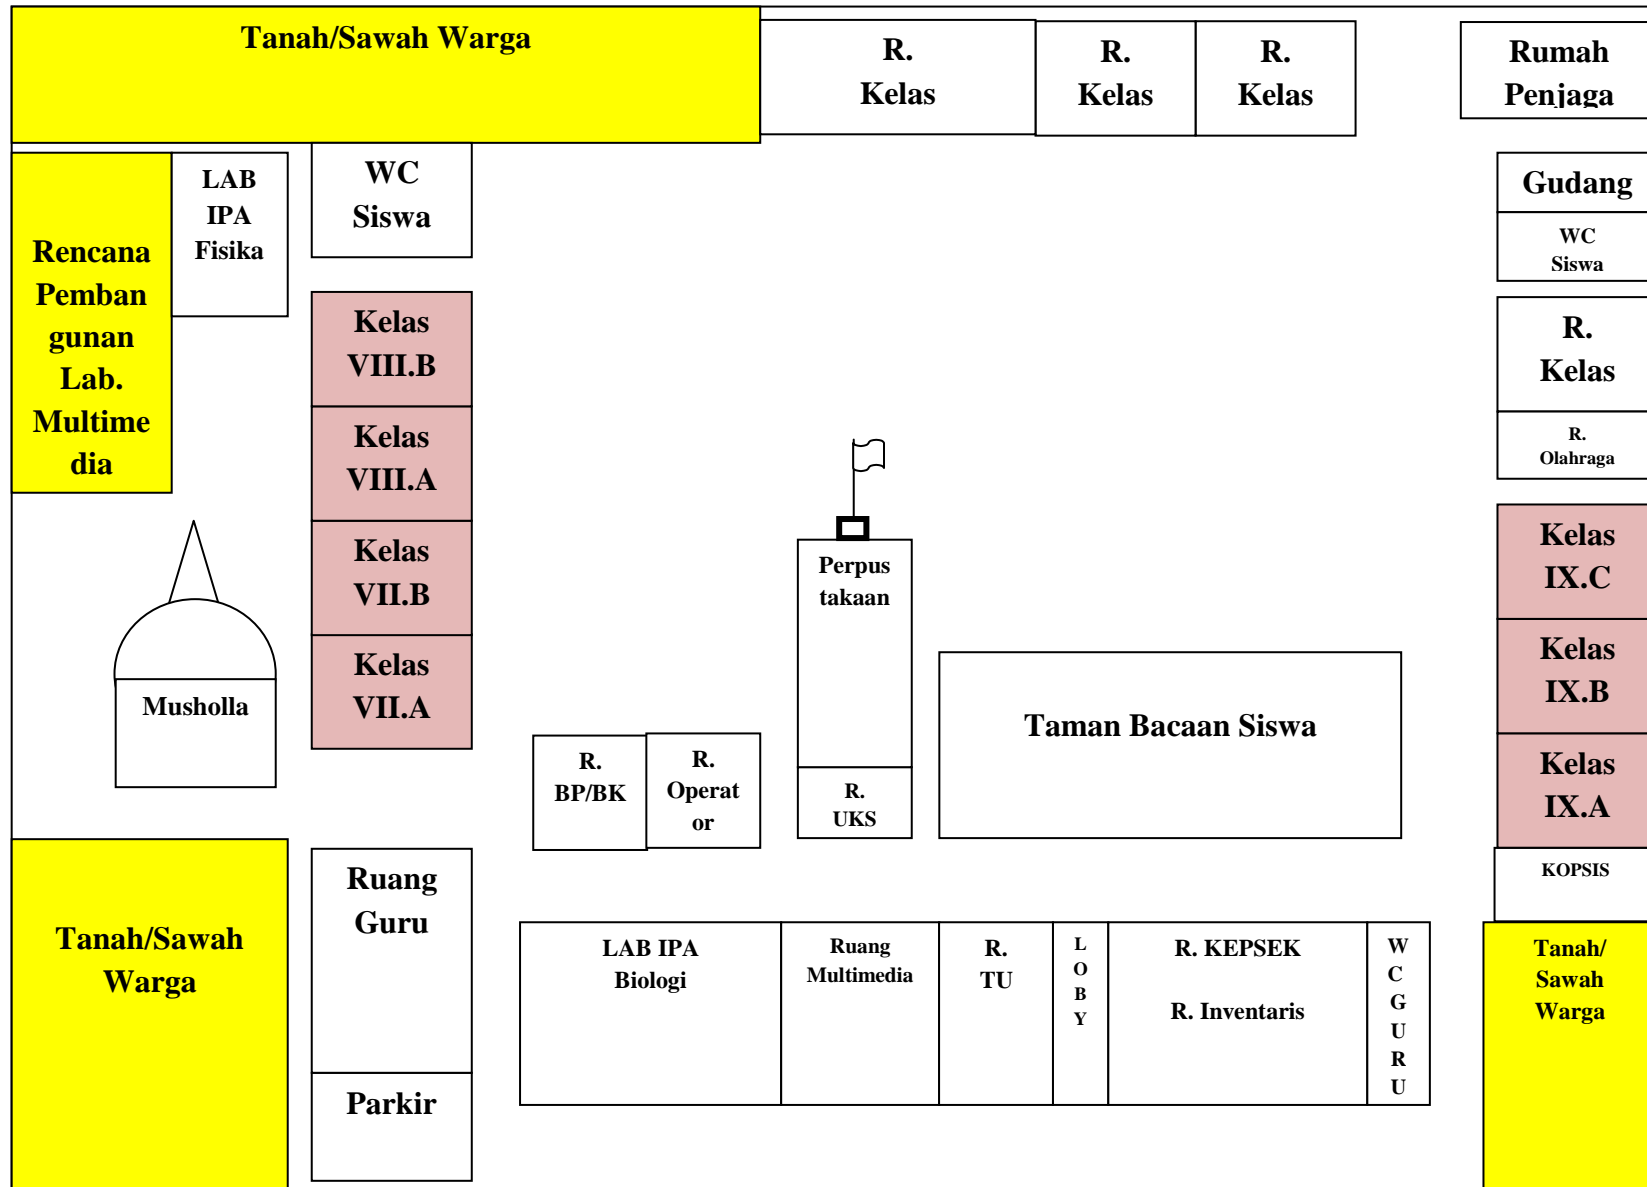 Tanah/Sawah Warga
R.
Kelas
R.
Kelas
R.
Kelas
Rumah
Penjaga
LAB
IPA
Fisika
WC
Siswa
Gudang
WC
Siswa
Rencana
Pemban
gunan
Lab.
Multime
dia
Kelas
VIII.B
Kelas
VIII.A
Kelas
VII.B
Kelas
VII.A
R.
Kelas
R.
Olahraga
Perpus
takaan
Kelas
IX.C
Kelas
IX.B
Kelas
IX.A
Musholla
Taman Bacaan Siswa
R.
BP/BK
R.
Operat
or
R.
UKS
KOPSIS
Tanah/Sawah
Warga
Ruang
Guru
Parkir
LAB IPA
Biologi
Ruang
Multimedia
R.
TU
L
O
B
Y
R. KEPSEK
R. Inventaris
W
C
G
U
R
U
Tanah/
Sawah
Warga